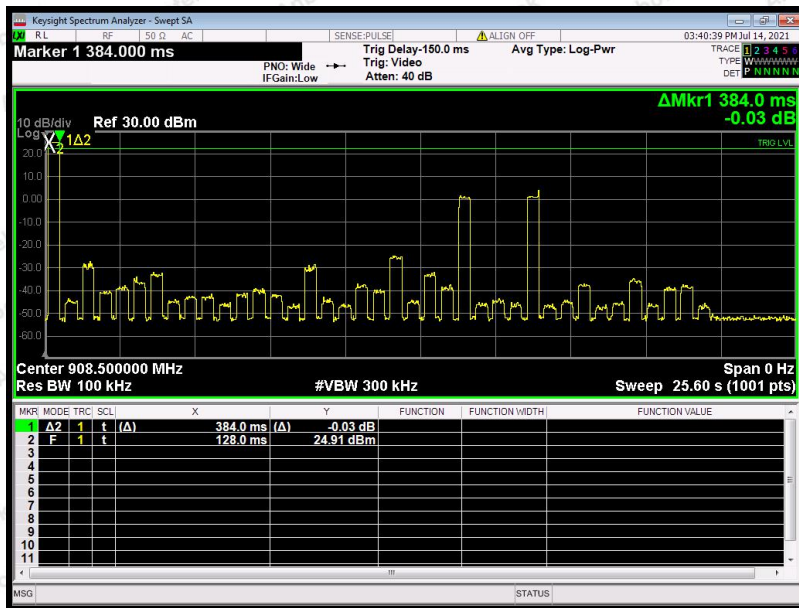 Keysight Spectrum Analyzer - Swept SA
LXI RL RF 50 Ω AC SENSE:PULSE ALIGN OFF 03:40:39 PM Jul 14, 2021
Marker 1 384.000 ms
PNO: Wide
IFGain:Low
Trig Delay-150.0 ms
Trig: Video
Atten: 40 dB
Avg Type: Log-Pwr
TRACE 1 2 3 4 5 6
TYPE WWWWWW
DET P N N N N N
ΔMkr1 384.0 ms
-0.03 dB
10 dB/div Ref 30.00 dBm
Log
1Δ2
2
TRIG LVL
20.0
10.0
0.00
-10.0
-20.0
-30.0
-40.0
-50.0
-60.0
Center 908.500000 MHz Span 0 Hz
Res BW 100 kHz #VBW 300 kHz Sweep 25.60 s (1001 pts)
MKR MODE TRC SCL X Y FUNCTION FUNCTION WIDTH FUNCTION VALUE
1 Δ2 1 t (Δ) 384.0 ms (Δ) -0.03 dB
2 F 1 t 128.0 ms 24.91 dBm
3
4
5
6
7
8
9
10
11
MSG STATUS